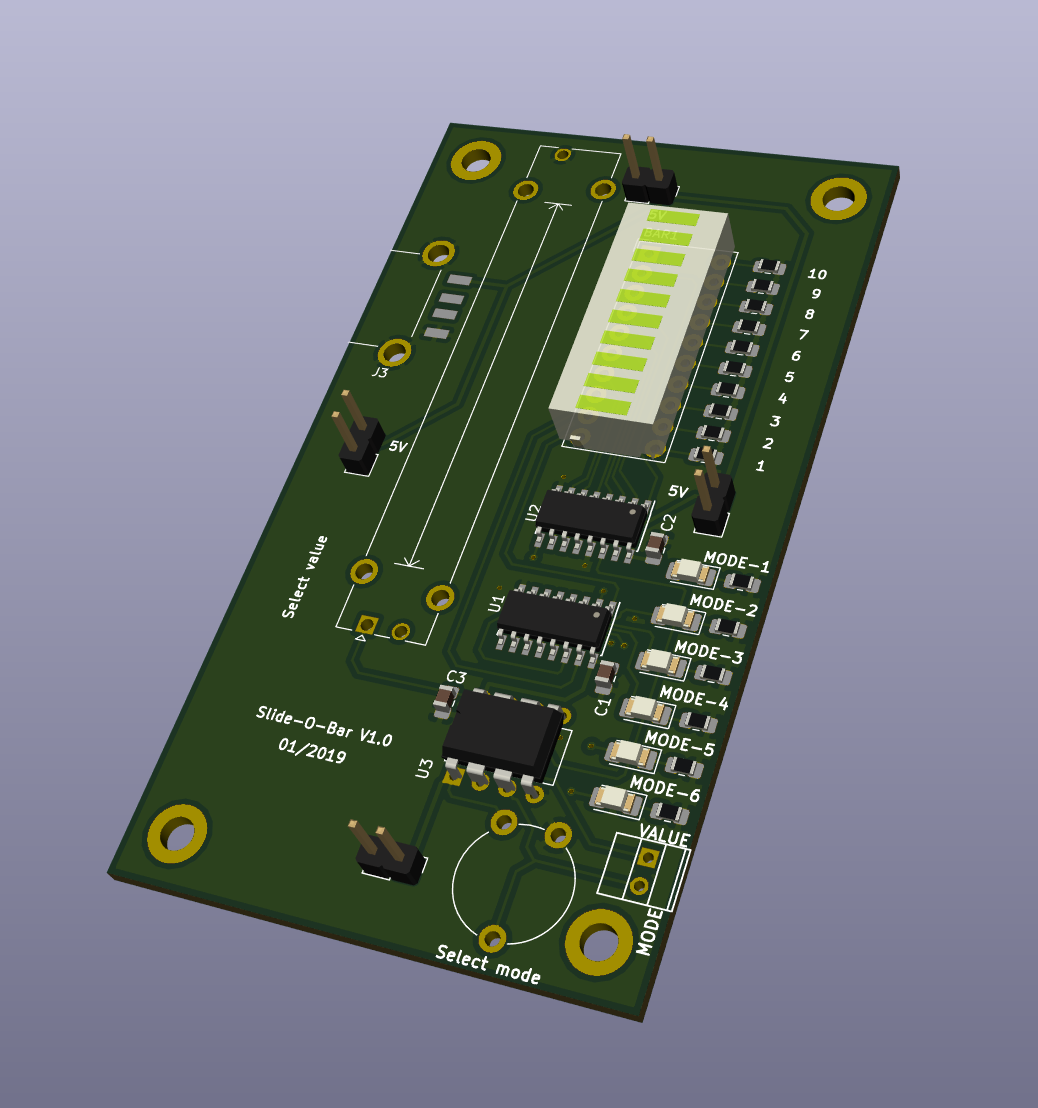 5V
BAR1
10
9
8
7
6
5
4
3
2
1
J3
5V
5V
U2
C2
MODE-1
Select value
U1
MODE-2
MODE-3
C3
C1
MODE-4
Slide-O-Bar V1.0
01/2019
MODE-5
U3
MODE-6
VALUE
MODE
Select mode